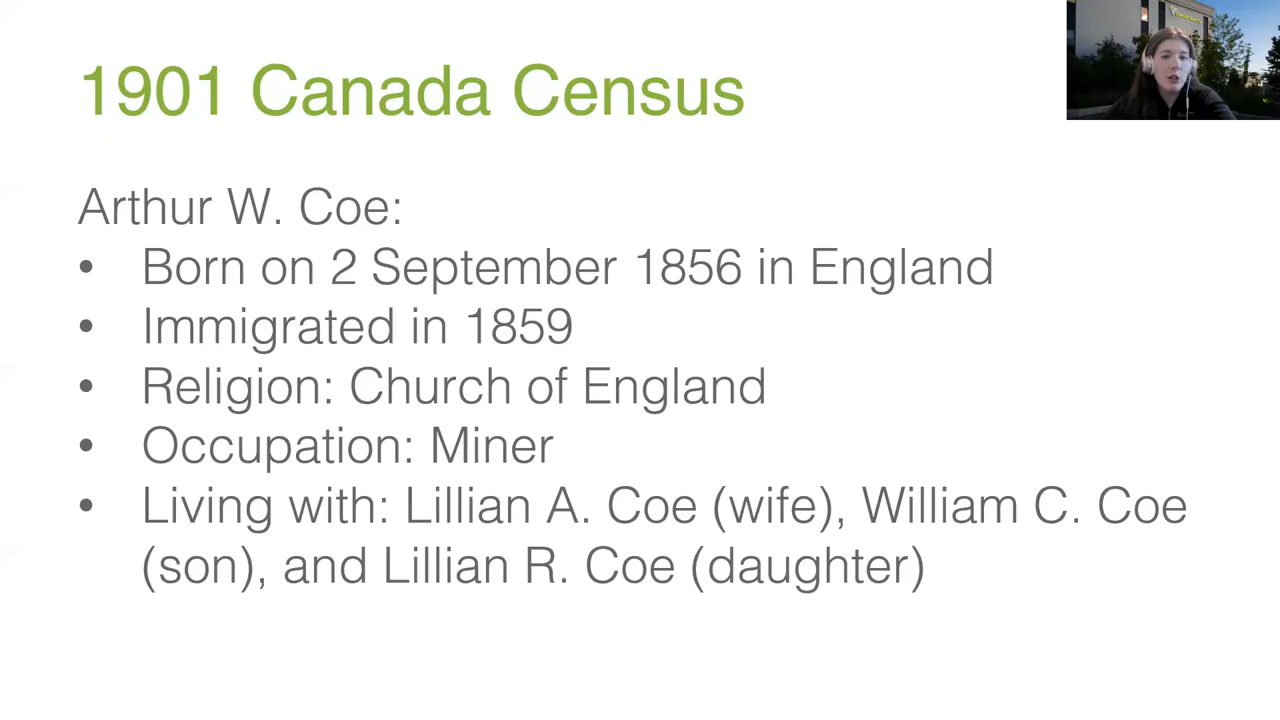 1901 Canada Census
Arthur W. Coe:
• Born on 2 September 1856 in England
• Immigrated in 1859
• Religion: Church of England
• Occupation: Miner
• Living with: Lillian A. Coe (wife), William C. Coe
(son), and Lillian R. Coe (daughter)